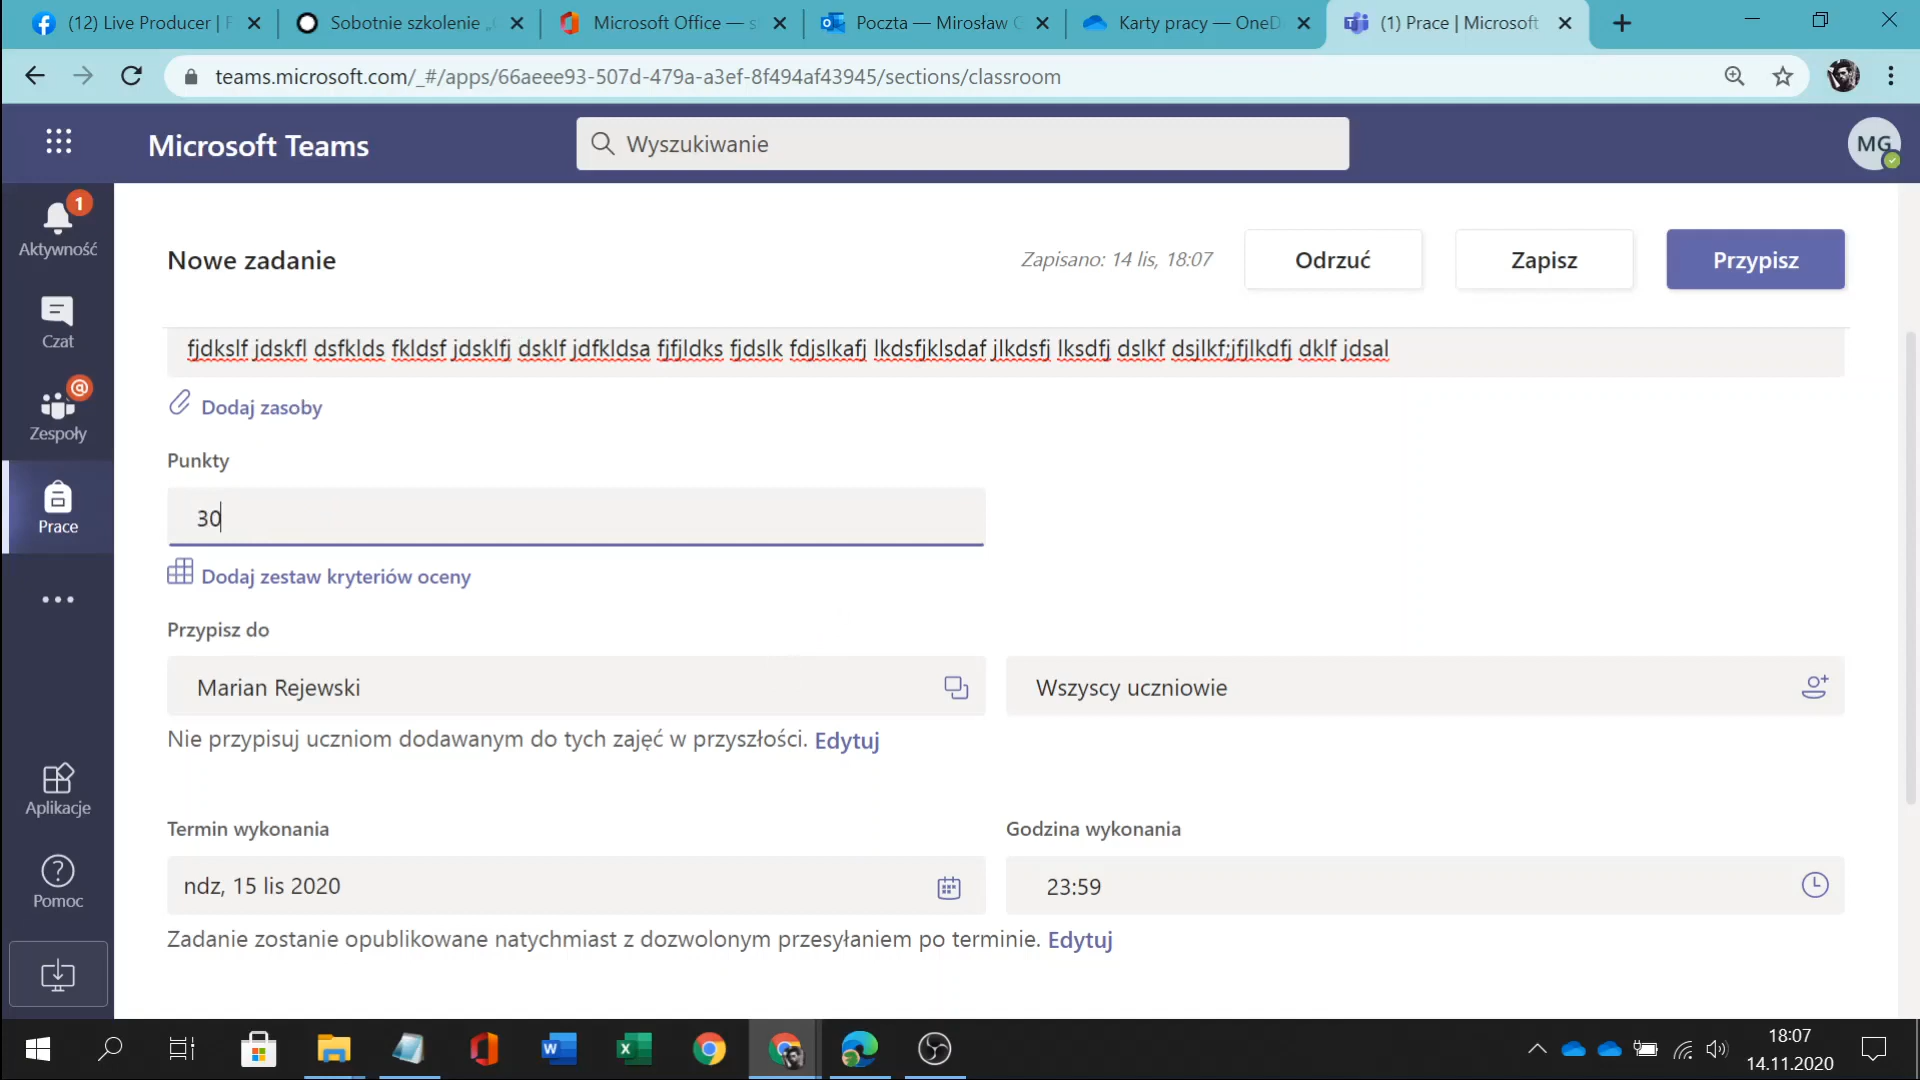 (12) Live Producer | F
Sobotnie szkolenie „
Microsoft Office — s
Poczta — Mirosław G
Karty pracy — OneD
(1) Prace | Microsoft
teams.microsoft.com/_#/apps/66aeee93-507d-479a-a3ef-8f494af43945/sections/classroom
Microsoft Teams
Wyszukiwanie
MG
1
Aktywność
Czat
@
Zespoły
Prace
Aplikacje
Pomoc
Nowe zadanie
Zapisano: 14 lis, 18:07
Odrzuć
Zapisz
Przypisz
fjdkslf jdskfl dsfklds fkldsf jdsklfj dsklf jdfkldsa fjfjldks fjdslk fdjslkafj lkdsfjklsdaf jlkdsfj lksdfj dslkf dsjlkf;jfjlkdfj dklf jdsal
Dodaj zasoby
Punkty
30
Dodaj zestaw kryteriów oceny
Przypisz do
Marian Rejewski
Wszyscy uczniowie
Nie przypisuj uczniom dodawanym do tych zajęć w przyszłości. Edytuj
Termin wykonania
Godzina wykonania
ndz, 15 lis 2020
23:59
Zadanie zostanie opublikowane natychmiast z dozwolonym przesyłaniem po terminie. Edytuj
18:07
14.11.2020